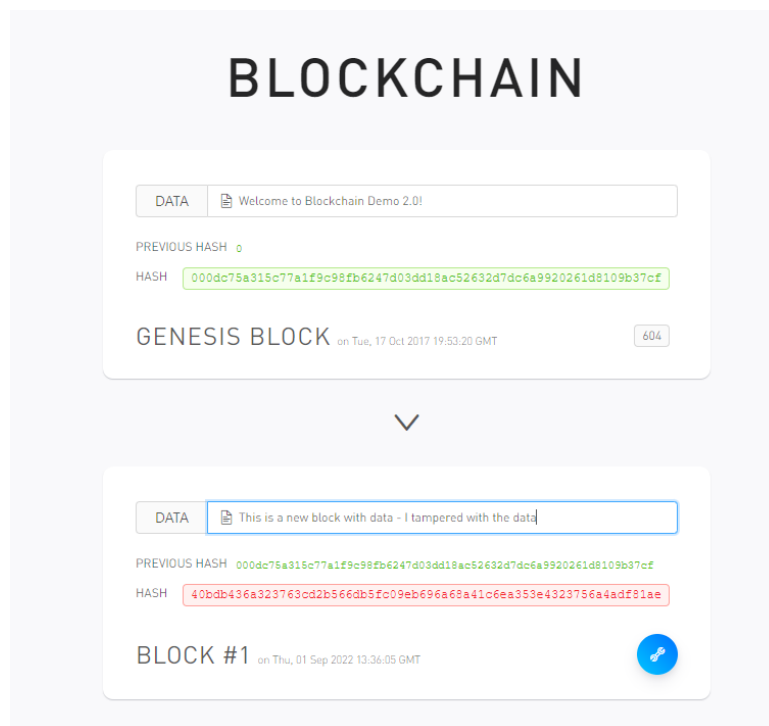 BLOCKCHAIN
DATA Welcome to Blockchain Demo 2.0!
PREVIOUS HASH 0
HASH 000dc75a315c77a1f9c98fb6247d03dd18ac52632d7dc6a9920261d8109b37cf
GENESIS BLOCK on Tue, 17 Oct 2017 19:53:20 GMT 604
DATA This is a new block with data - I tampered with the data
PREVIOUS HASH 000dc75a315c77a1f9c98fb6247d03dd18ac52632d7dc6a9920261d8109b37cf
HASH 40bdb436a323763cd2b566db5fc09eb696a68a41c6ea353e4323756a4adf81ae
BLOCK #1 on Thu, 01 Sep 2022 13:36:05 GMT